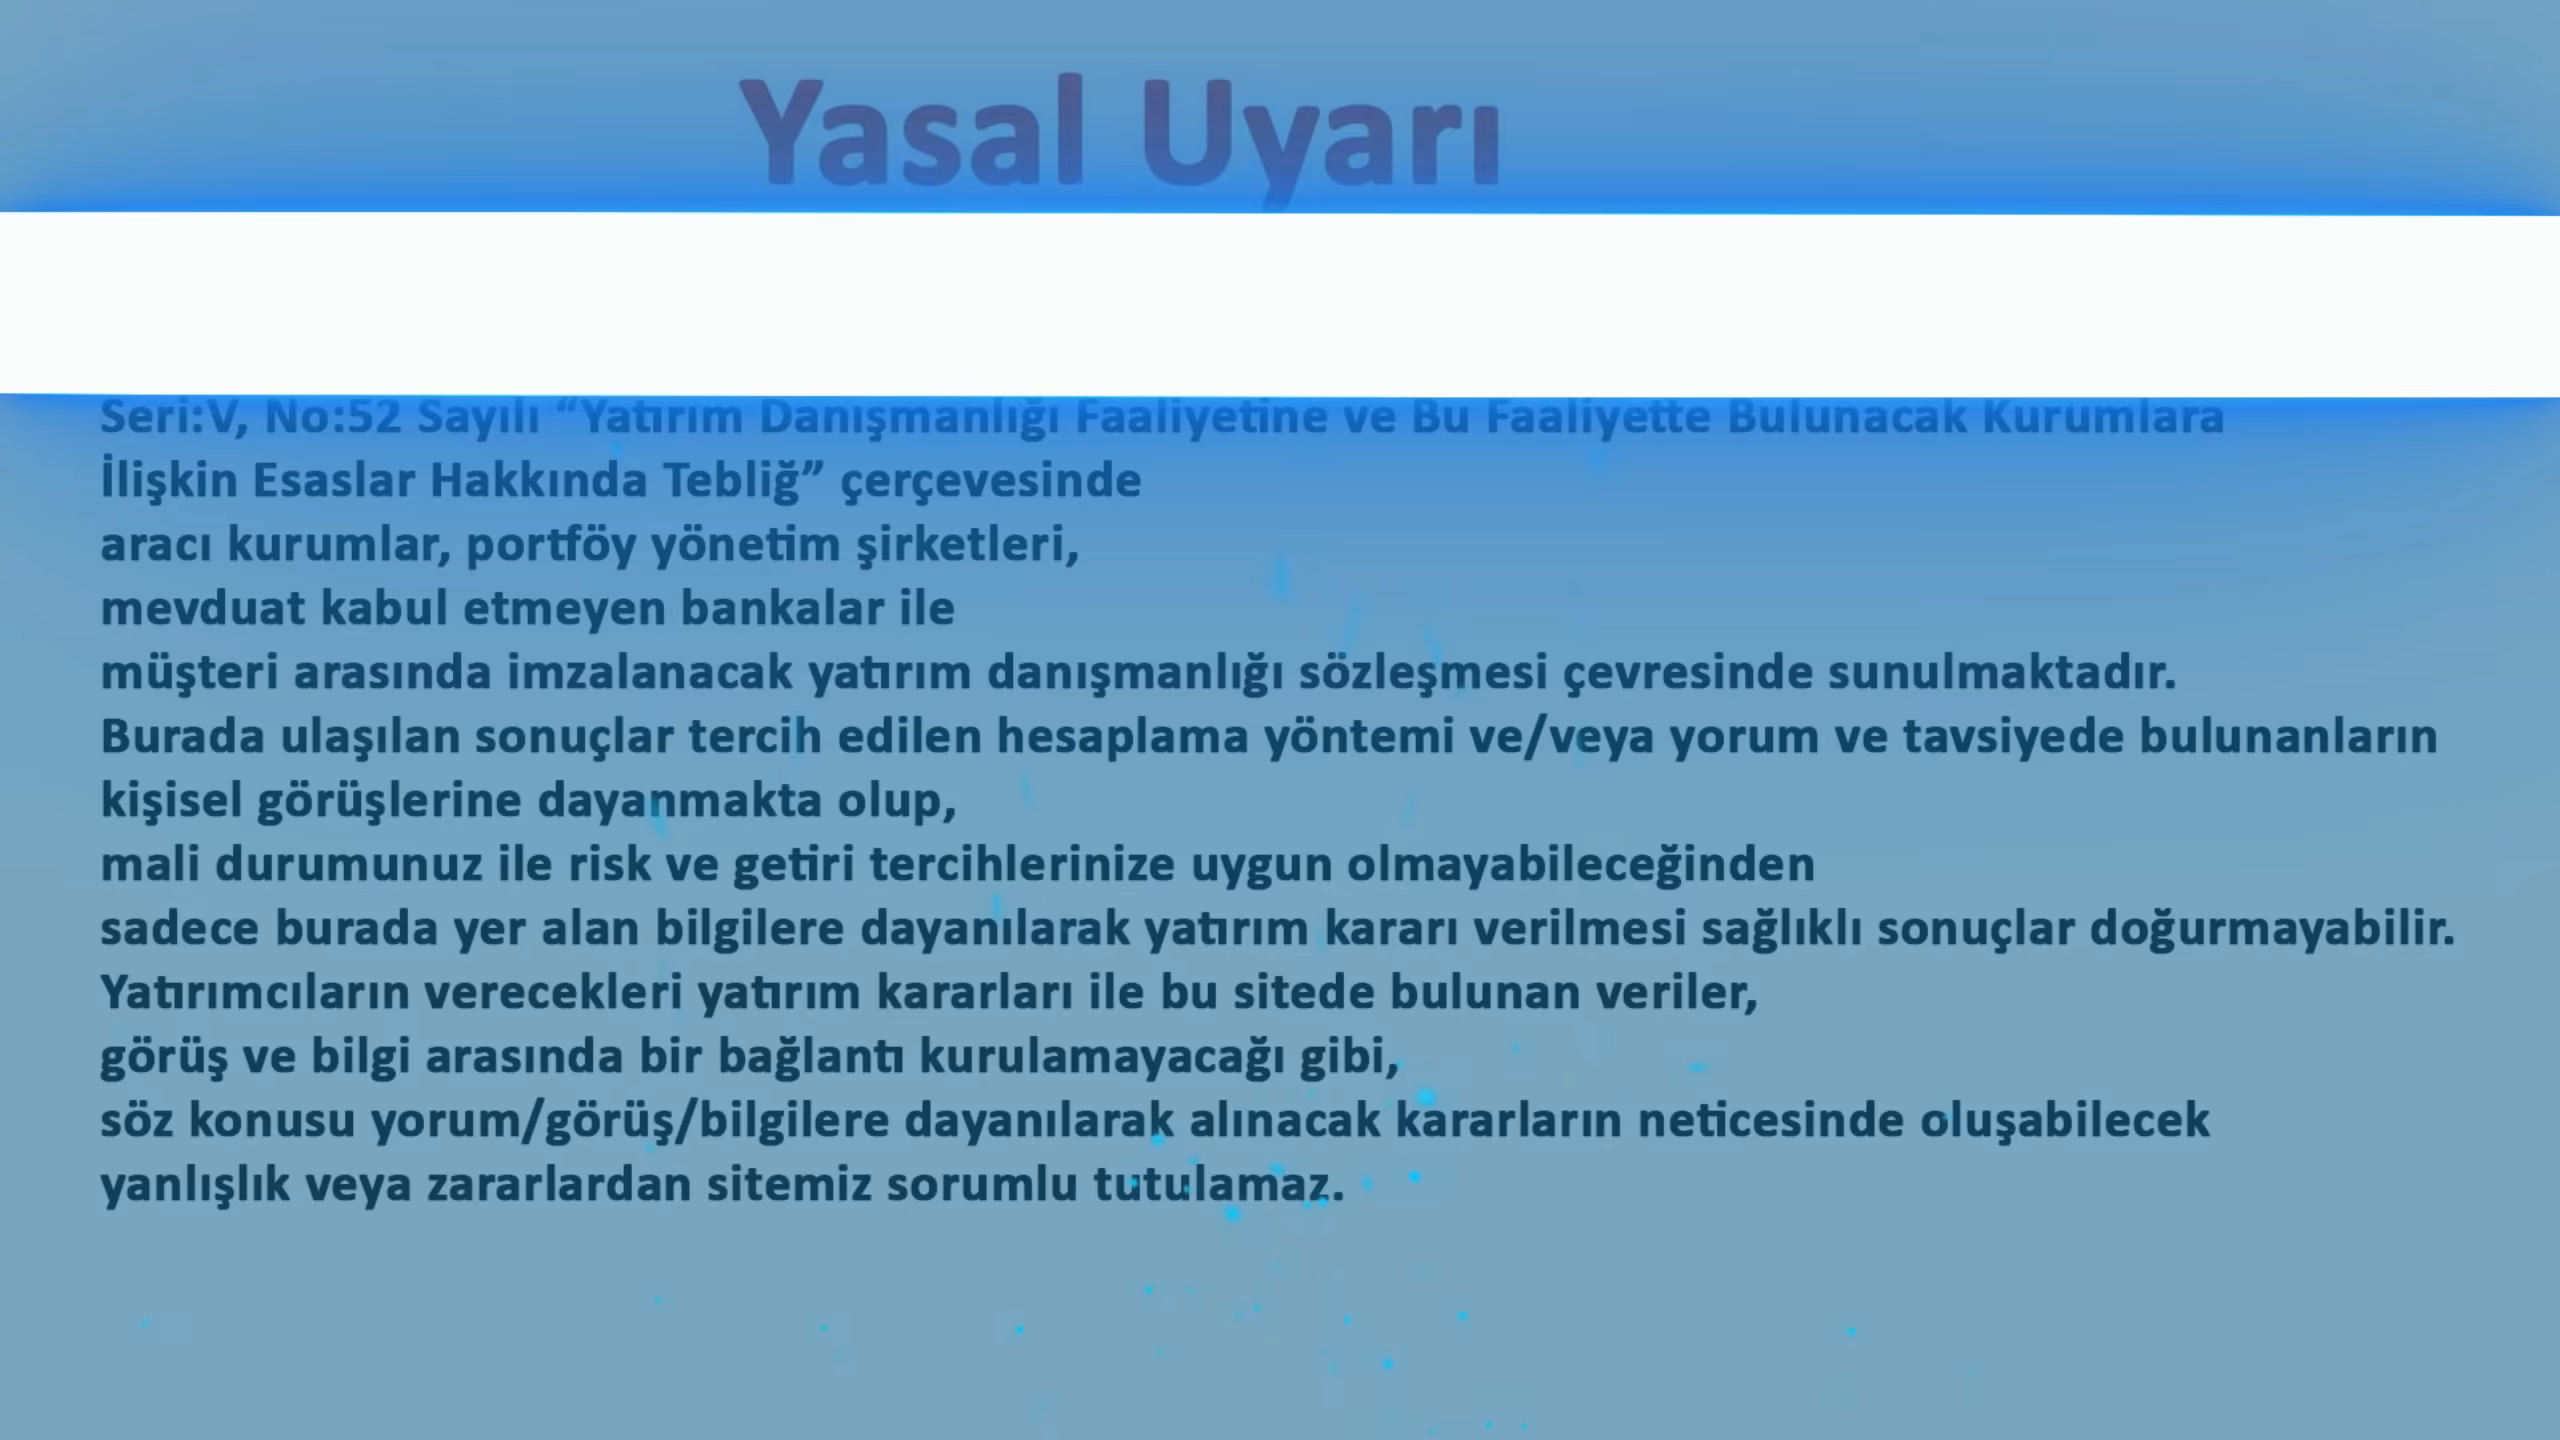 Yasal Uyarı
Seri:V, No:52 Sayılı “Yatırım Danışmanlığı Faaliyetine ve Bu Faaliyette Bulunacak Kurumlara
İlişkin Esaslar Hakkında Tebliğ” çerçevesinde
aracı kurumlar, portföy yönetim şirketleri,
mevduat kabul etmeyen bankalar ile
müşteri arasında imzalanacak yatırım danışmanlığı sözleşmesi çevresinde sunulmaktadır.
Burada ulaşılan sonuçlar tercih edilen hesaplama yöntemi ve/veya yorum ve tavsiyede bulunanların
kişisel görüşlerine dayanmakta olup,
mali durumunuz ile risk ve getiri tercihlerinize uygun olmayabileceğinden
sadece burada yer alan bilgilere dayanılarak yatırım kararı verilmesi sağlıklı sonuçlar doğurmayabilir.
Yatırımcıların verecekleri yatırım kararları ile bu sitede bulunan veriler,
görüş ve bilgi arasında bir bağlantı kurulamayacağı gibi,
söz konusu yorum/görüş/bilgilere dayanılarak alınacak kararların neticesinde oluşabilecek
yanlışlık veya zararlardan sitemiz sorumlu tutulamaz.